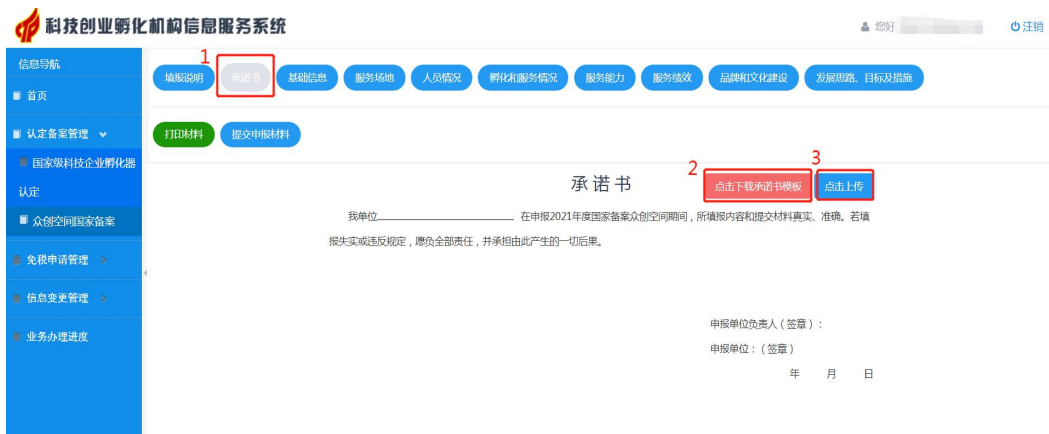 科技创业孵化机构信息服务系统
您好
注销
信息导航
首页
认定备案管理
国家级科技企业孵化器
认定
众创空间国家备案
免税申请管理
信息变更管理
业务办理进度
1
填报说明 承诺书 基础信息 服务场地 人员情况 孵化和服务情况 服务能力 服务绩效 品牌和文化建设 发展思路、目标及措施
打印材料 提交申报材料
2 3
承诺书 点击下载承诺书模板 点击上传
我单位 在申报2021年度国家备案众创空间期间，所填报内容和提交材料真实、准确。若填
报失实或违反规定，愿负全部责任，并承担由此产生的一切后果。
申报单位负责人（签章）：
申报单位：（签章）
年 月 日